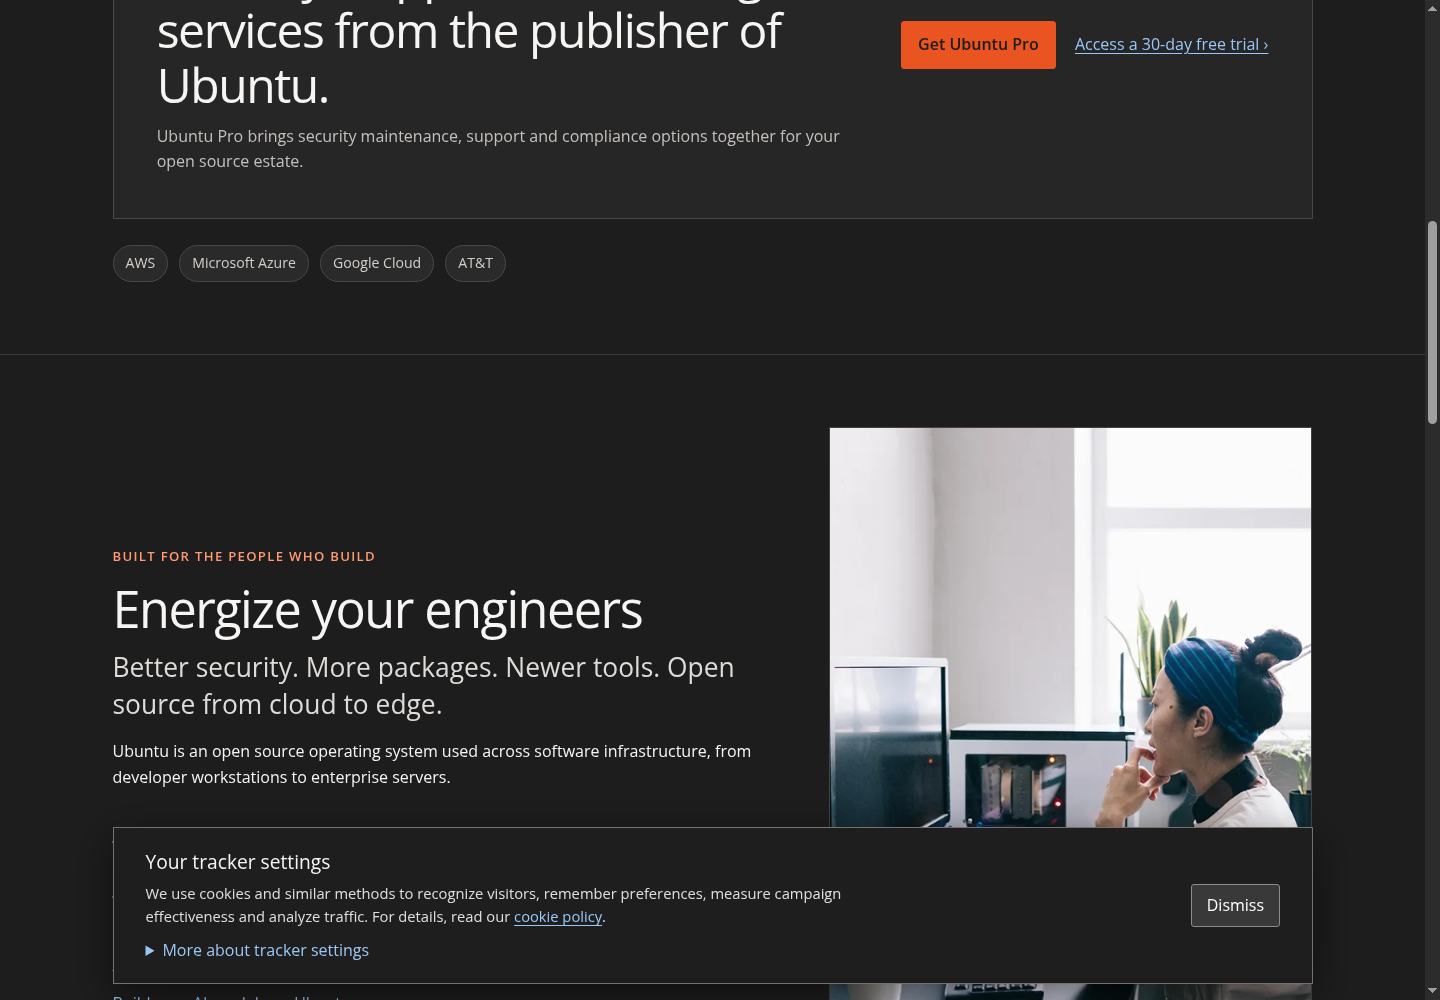 services from the publisher of
Ubuntu.
Get Ubuntu Pro
Access a 30-day free trial ›
Ubuntu Pro brings security maintenance, support and compliance options together for your
open source estate.
AWS
Microsoft Azure
Google Cloud
AT&T
BUILT FOR THE PEOPLE WHO BUILD
Energize your engineers
Better security. More packages. Newer tools. Open
source from cloud to edge.
Ubuntu is an open source operating system used across software infrastructure, from
developer workstations to enterprise servers.
Your tracker settings
We use cookies and similar methods to recognize visitors, remember preferences, measure campaign
effectiveness and analyze traffic. For details, read our cookie policy.
Dismiss
More about tracker settings